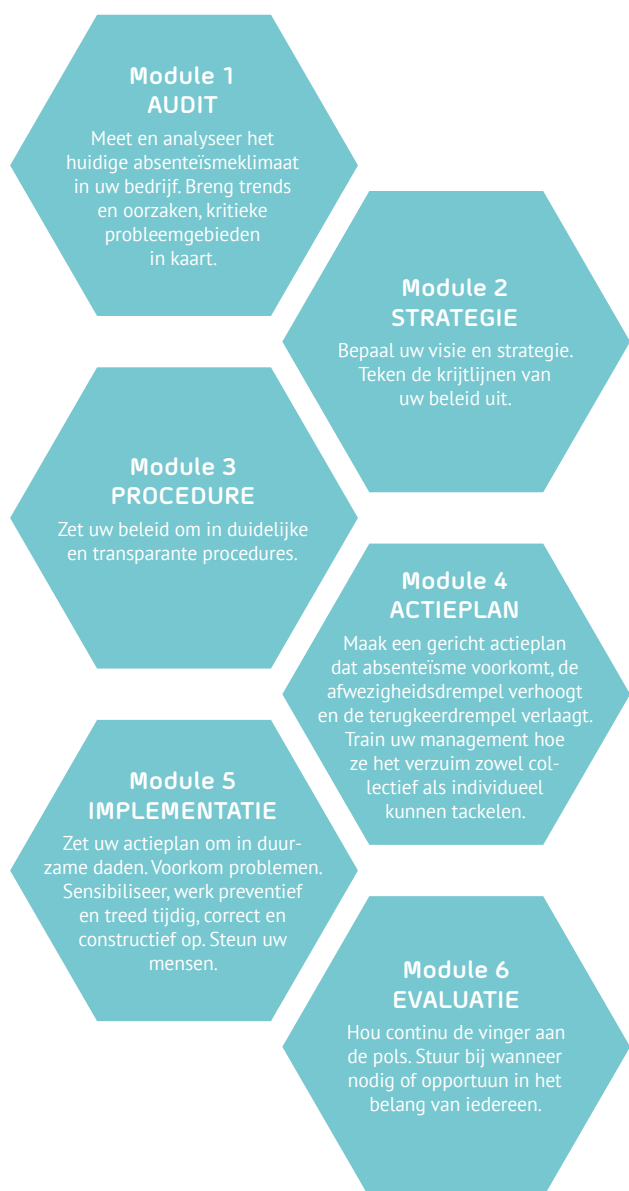 Module 1
AUDIT
Meet en analyseer het
huidige absenteïsmeklimaat
in uw bedrijf. Breng trends
en oorzaken, kritieke
probleemgebieden
in kaart.
Module 2
STRATEGIE
Bepaal uw visie en strategie.
Teken de krijtlijnen van
uw beleid uit.
Module 3
PROCEDURE
Zet uw beleid om in duidelijke
en transparante procedures.
Module 4
ACTIEPLAN
Maak een gericht actieplan
dat absenteïsme voorkomt, de
afwezigheidsdrempel verhoogt
en de terugkeerdrempel verlaagt.
Train uw management hoe
ze het verzuim zowel col-
lectief als individueel
kunnen tackelen.
Module 5
IMPLEMENTATIE
Zet uw actieplan om in duur-
zame daden. Voorkom problemen.
Sensibiliseer, werk preventief
en treed tijdig, correct en
constructief op. Steun uw
mensen.
Module 6
EVALUATIE
Hou continu de vinger aan
de pols. Stuur bij wanneer
nodig of opportuun in het
belang van iedereen.